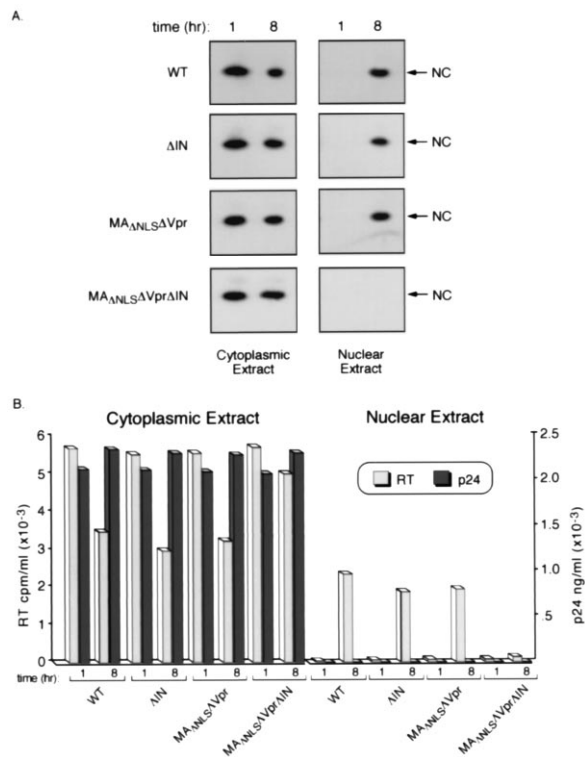 A.
time (hr): 1 8 1 8
WT ← NC
ΔIN ← NC
MAΔNLSΔVpr ← NC
MAΔNLSΔVprΔIN ← NC
Cytoplasmic Extract Nuclear Extract
B.
Cytoplasmic Extract Nuclear Extract
RT cpm/ml (x10-3)
6
5
4
3
2
1
0
RT p24
p24 ng/ml (x10-3)
2.5
2.0
1.5
1.0
.5
time (hr): 1 8 1 8 1 8 1 8 1 8 1 8 1 8 1 8
WT ΔIN MAΔNLSΔVpr MAΔNLSΔVprΔIN WT ΔIN MAΔNLSΔVpr MAΔNLSΔVprΔIN